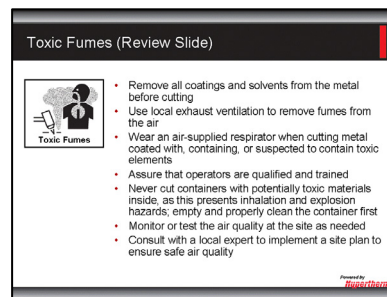 Toxic Fumes (Review Slide)
Toxic Fumes
• Remove all coatings and solvents from the metal
before cutting
• Use local exhaust ventilation to remove fumes from
the air
• Wear an air-supplied respirator when cutting metal
coated with, containing, or suspected to contain toxic
elements
• Assure that operators are qualified and trained
• Never cut containers with potentially toxic materials
inside, as this presents inhalation and explosion
hazards; empty and properly clean the container first
• Monitor or test the air quality at the site as needed
• Consult with a local expert to implement a site plan to
ensure safe air quality
Powered by
Hypertherm